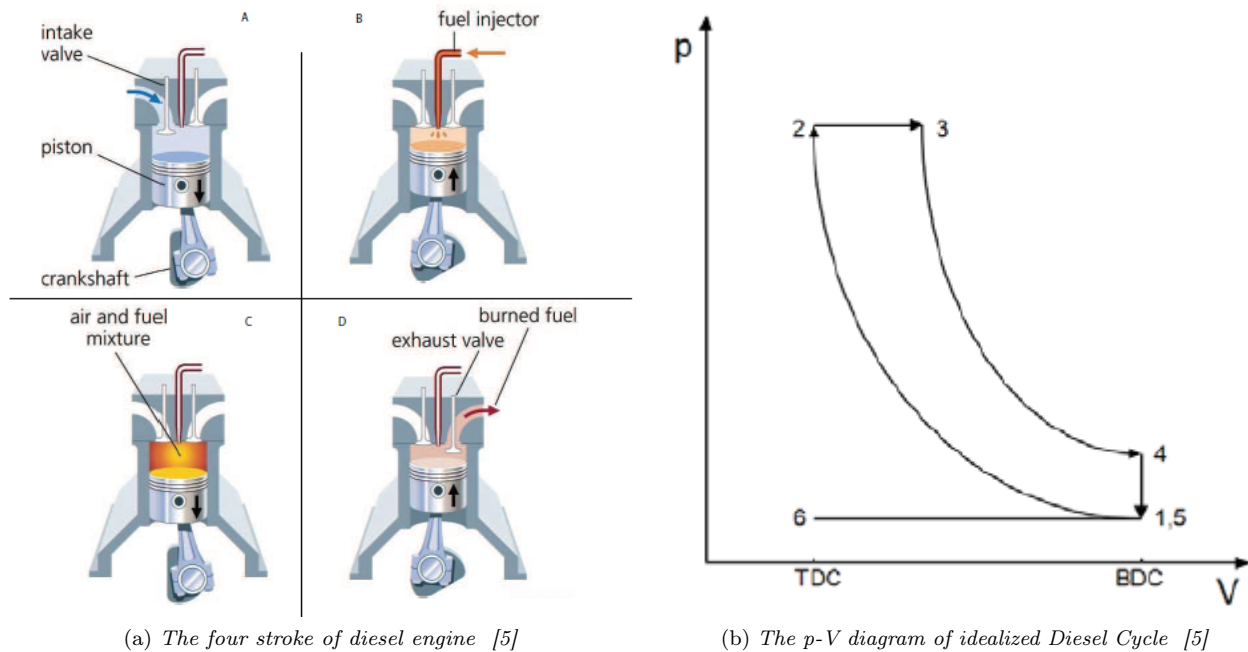 A
intake
valve
piston
crankshaft
B
fuel injector
air and fuel
mixture
C
D
burned fuel
exhaust valve
(a) The four stroke of diesel engine [5]
p
2
3
4
6
1,5
TDC
BDC
V
(b) The p-V diagram of idealized Diesel Cycle [5]